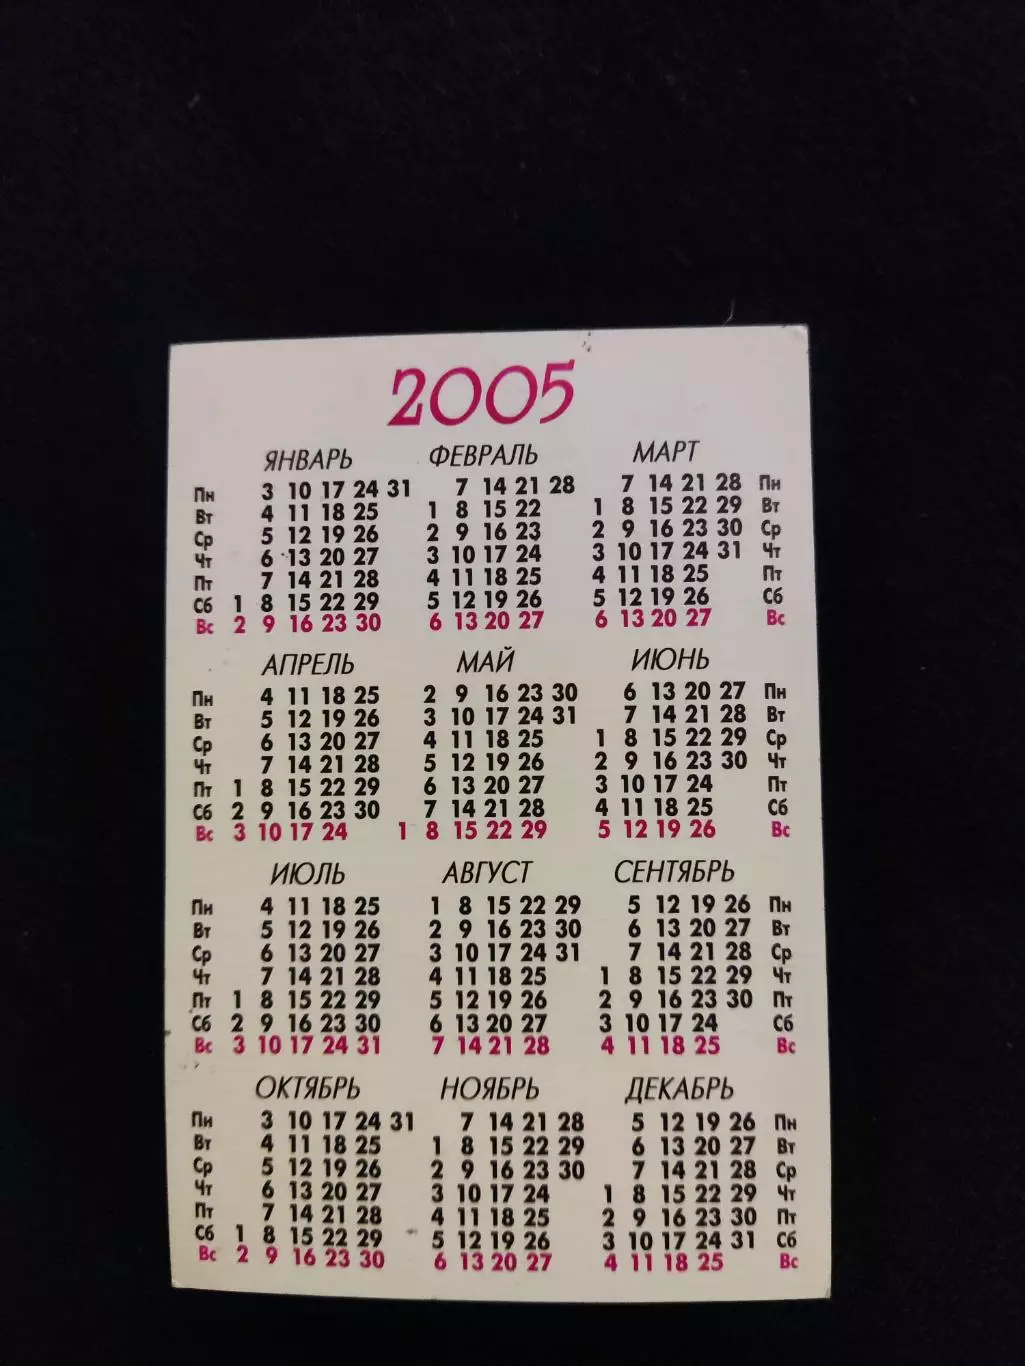 2005
ЯНВАРЬ ФЕВРАЛЬ МАРТ
Пн 3 10 17 24 31 7 14 21 28 7 14 21 28 Пн
Вт 4 11 18 25 1 8 15 22 1 8 15 22 29 Вт
Ср 5 12 19 26 2 9 16 23 2 9 16 23 30 Ср
Чт 6 13 20 27 3 10 17 24 3 10 17 24 31 Чт
Пт 7 14 21 28 4 11 18 25 4 11 18 25 Пт
Сб 1 8 15 22 29 5 12 19 26 5 12 19 26 Сб
Вс 2 9 16 23 30 6 13 20 27 6 13 20 27 Вс
АПРЕЛЬ МАЙ ИЮНЬ
Пн 4 11 18 25 2 9 16 23 30 6 13 20 27 Пн
Вт 5 12 19 26 3 10 17 24 31 7 14 21 28 Вт
Ср 6 13 20 27 4 11 18 25 1 8 15 22 29 Ср
Чт 7 14 21 28 5 12 19 26 2 9 16 23 30 Чт
Пт 1 8 15 22 29 6 13 20 27 3 10 17 24 Пт
Сб 2 9 16 23 30 7 14 21 28 4 11 18 25 Сб
Вс 3 10 17 24 1 8 15 22 29 5 12 19 26 Вс
ИЮЛЬ АВГУСТ СЕНТЯБРЬ
Пн 4 11 18 25 1 8 15 22 29 5 12 19 26 Пн
Вт 5 12 19 26 2 9 16 23 30 6 13 20 27 Вт
Ср 6 13 20 27 3 10 17 24 31 7 14 21 28 Ср
Чт 7 14 21 28 4 11 18 25 1 8 15 22 29 Чт
Пт 1 8 15 22 29 5 12 19 26 2 9 16 23 30 Пт
Сб 2 9 16 23 30 6 13 20 27 3 10 17 24 Сб
Вс 3 10 17 24 31 7 14 21 28 4 11 18 25 Вс
ОКТЯБРЬ НОЯБРЬ ДЕКАБРЬ
Пн 3 10 17 24 31 7 14 21 28 5 12 19 26 Пн
Вт 4 11 18 25 1 8 15 22 29 6 13 20 27 Вт
Ср 5 12 19 26 2 9 16 23 30 7 14 21 28 Ср
Чт 6 13 20 27 3 10 17 24 1 8 15 22 29 Чт
Пт 7 14 21 28 4 11 18 25 2 9 16 23 30 Пт
Сб 1 8 15 22 29 5 12 19 26 3 10 17 24 31 Сб
Вс 2 9 16 23 30 6 13 20 27 4 11 18 25 Вс